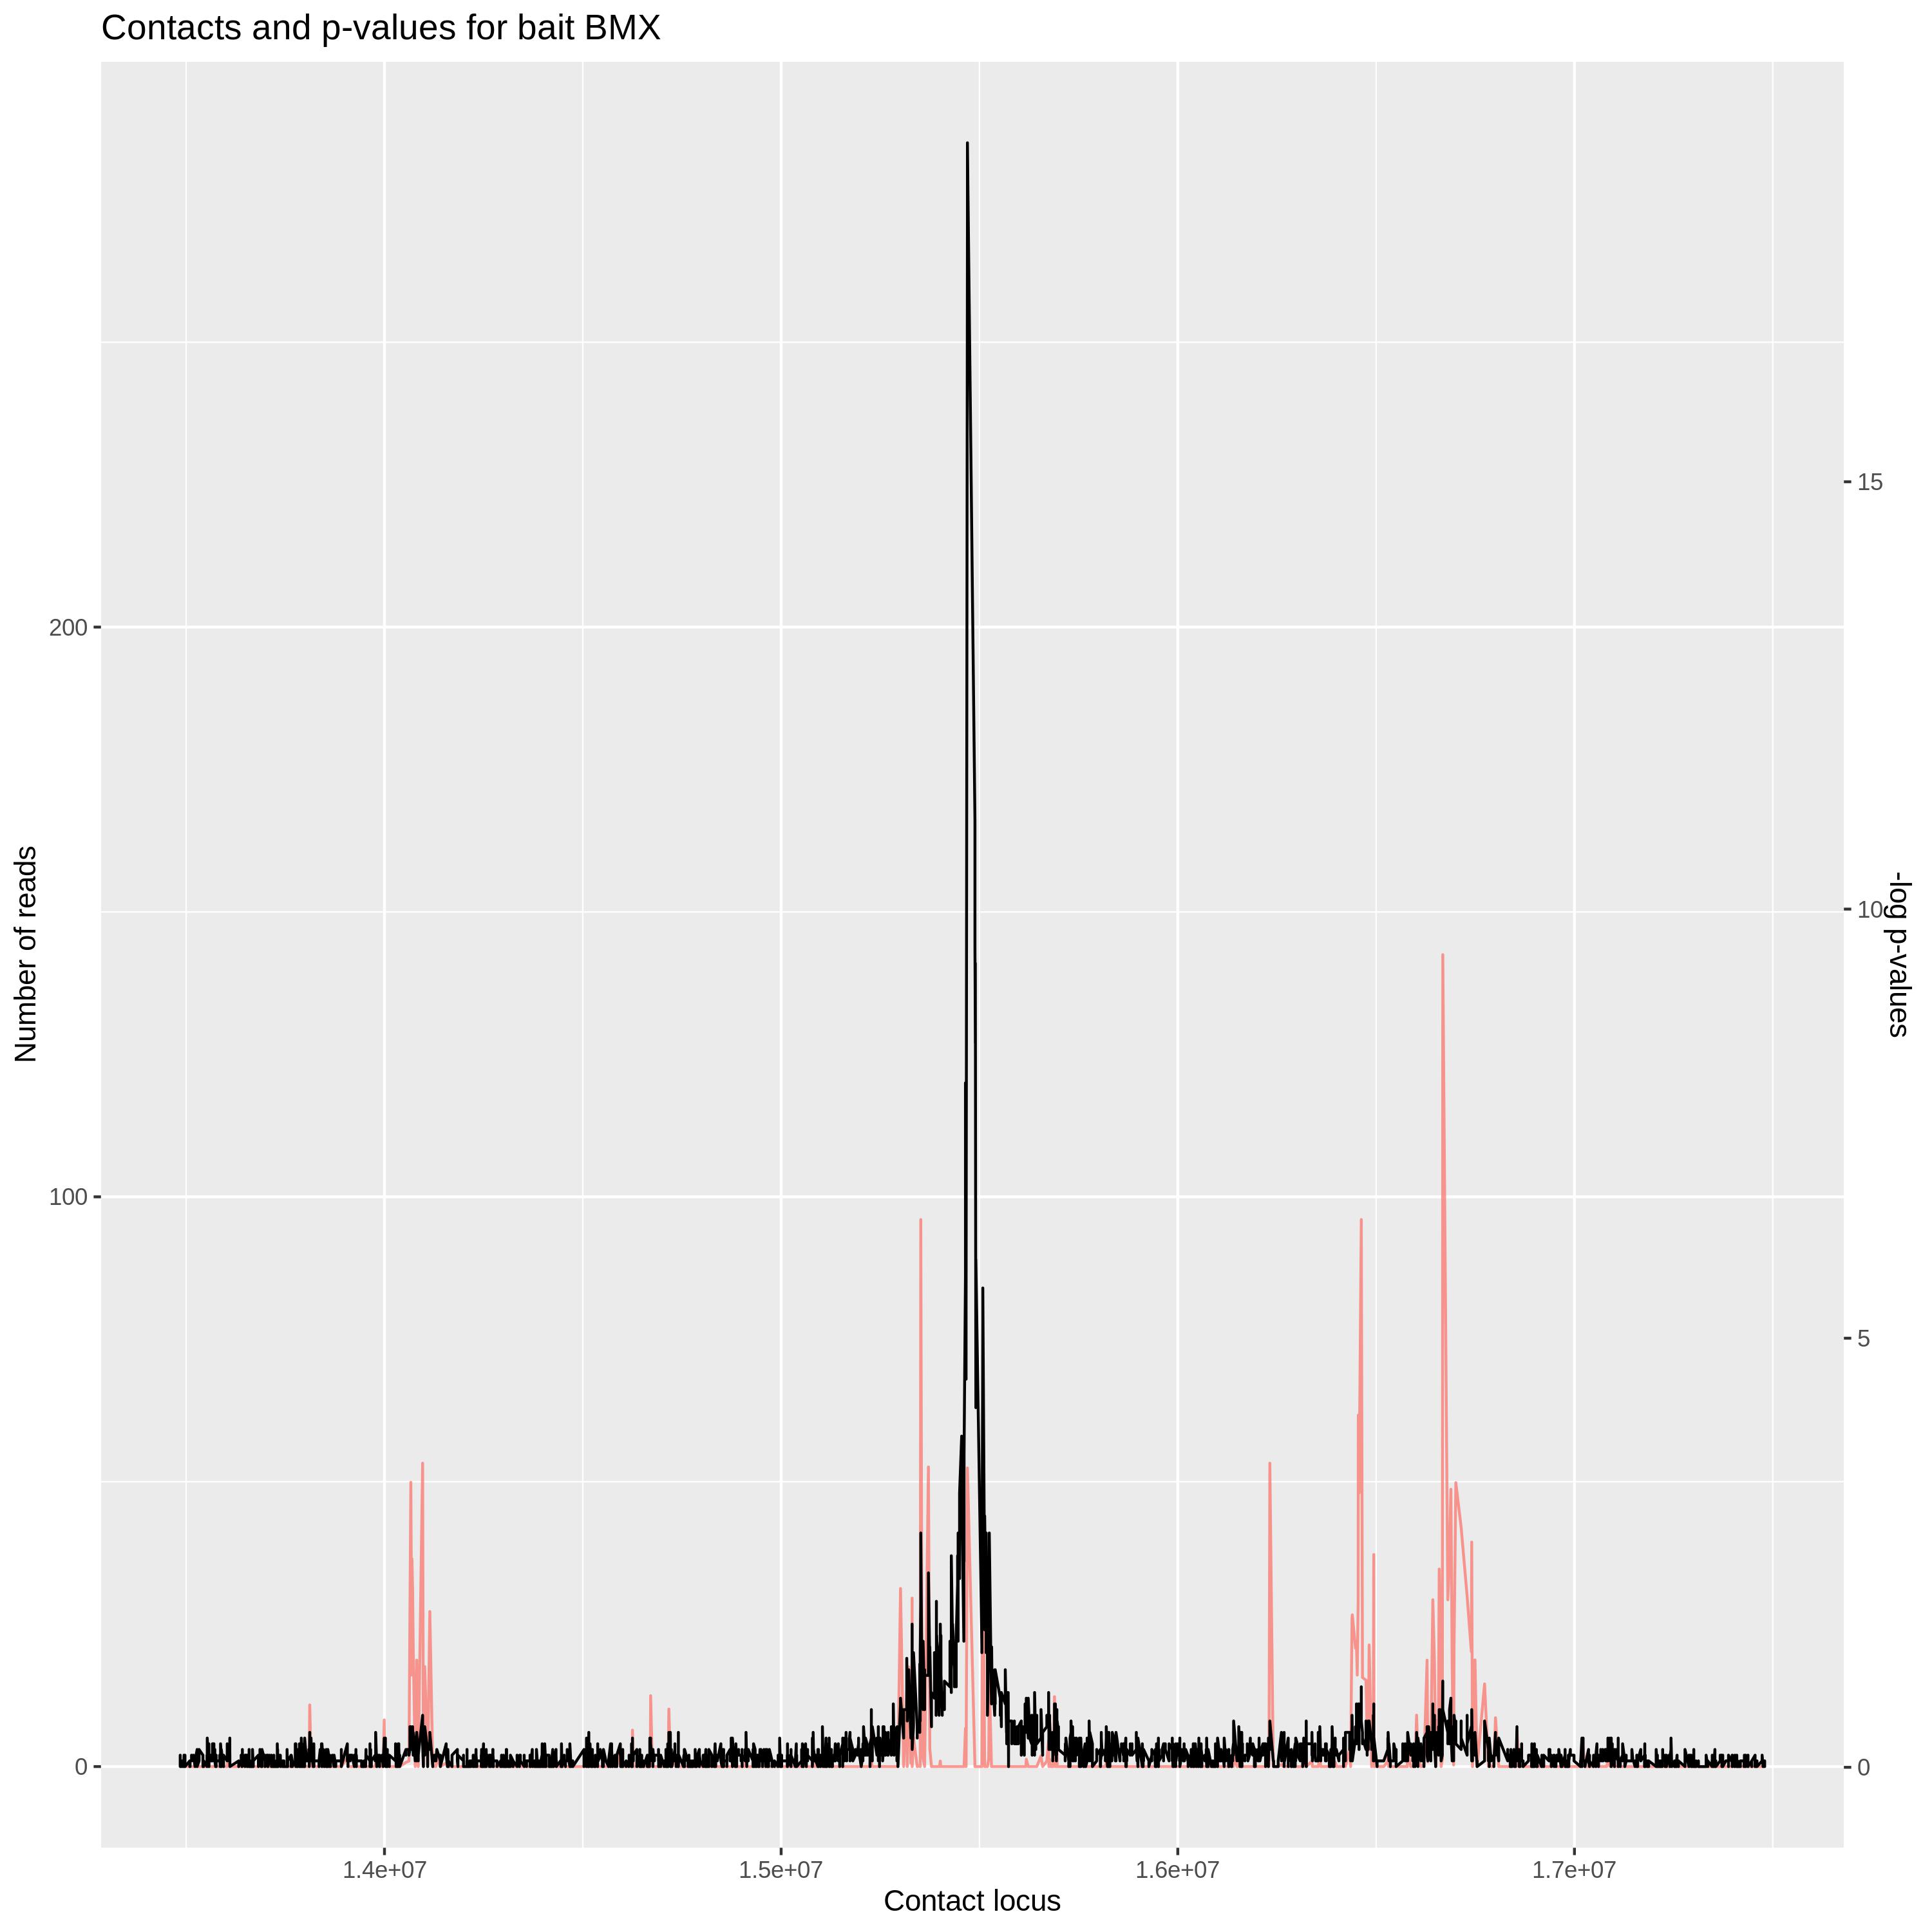 Contacts and p-values for bait BMX
Number of reads
200
100
0
15
10
5
0
-log p-values
1.4e+07
1.5e+07
1.6e+07
1.7e+07
Contact locus